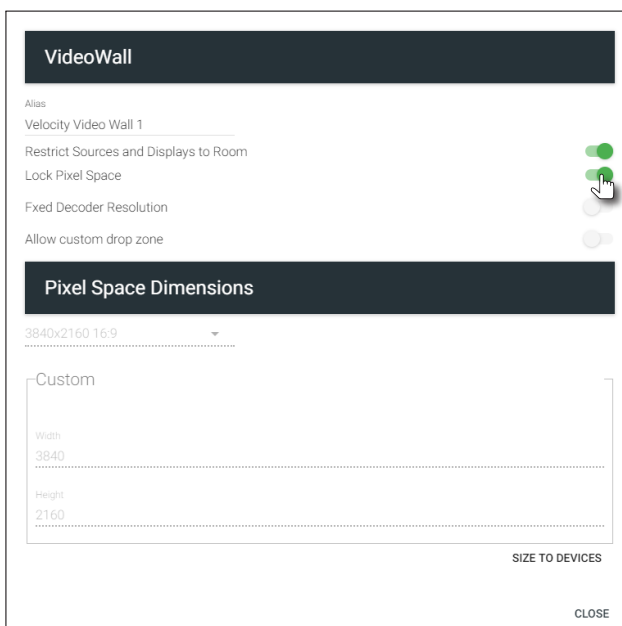 VideoWall
Alias
Velocity Video Wall 1
Restrict Sources and Displays to Room
Lock Pixel Space
Fxed Decoder Resolution
Allow custom drop zone
Pixel Space Dimensions
3840x2160 16:9
Custom
Width
3840
Height
2160
SIZE TO DEVICES
CLOSE